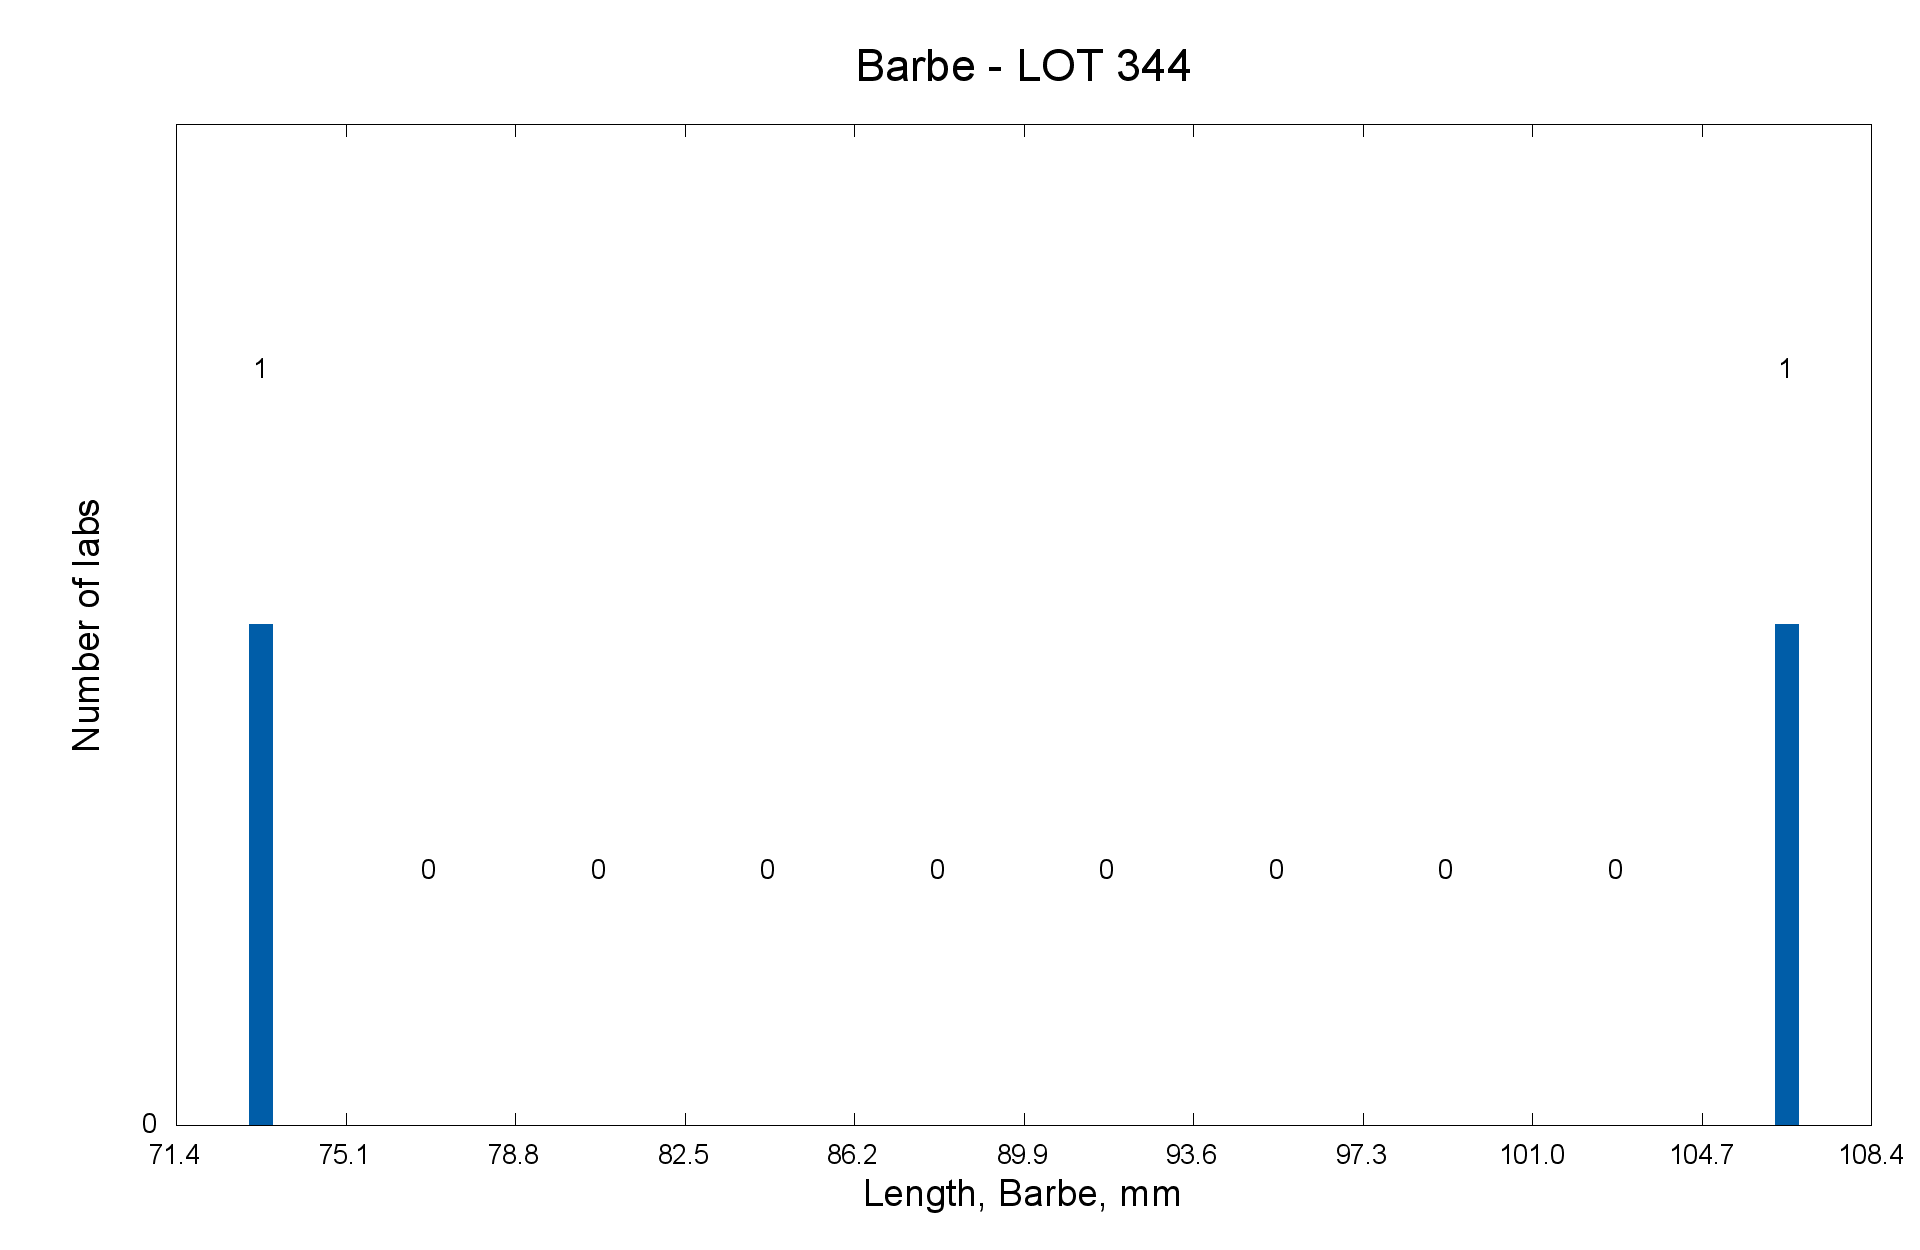 Barbe - LOT 344
1 1
Number of labs
0 0 0 0 0 0 0 0
0
71.4 75.1 78.8 82.5 86.2 89.9 93.6 97.3 101.0 104.7 108.4
Length, Barbe, mm